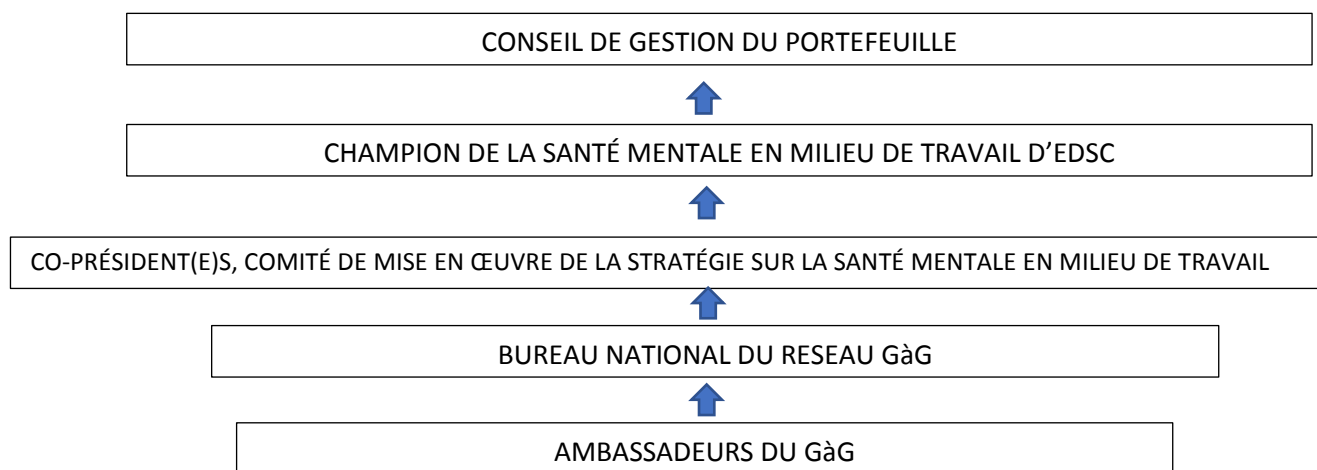 CONSEIL DE GESTION DU PORTEFEUILLE
CHAMPION DE LA SANTÉ MENTALE EN MILIEU DE TRAVAIL D’EDSC
CO-PRÉSIDENT(E)S, COMITÉ DE MISE EN ŒUVRE DE LA STRATÉGIE SUR LA SANTÉ MENTALE EN MILIEU DE TRAVAIL
BUREAU NATIONAL DU RESEAU GàG
AMBASSADEURS DU GàG